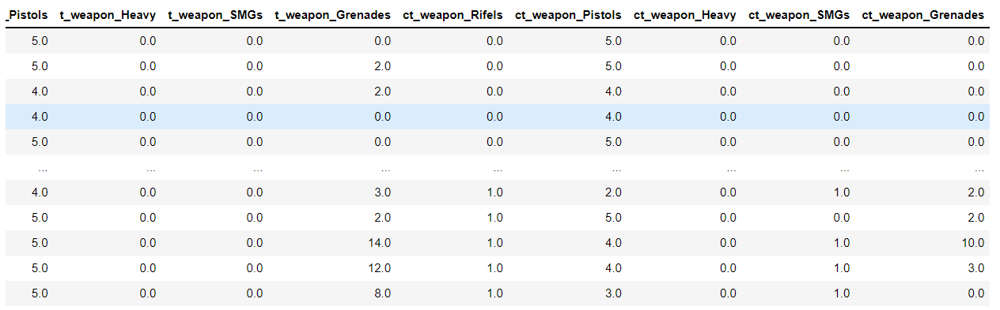 _Pistols t_weapon_Heavy t_weapon_SMGs t_weapon_Grenades ct_weapon_Rifels ct_weapon_Pistols ct_weapon_Heavy ct_weapon_SMGs ct_weapon_Grenades
5.0 0.0 0.0 0.0 0.0 5.0 0.0 0.0 0.0
5.0 0.0 0.0 2.0 0.0 5.0 0.0 0.0 0.0
4.0 0.0 0.0 2.0 0.0 4.0 0.0 0.0 0.0
4.0 0.0 0.0 0.0 0.0 4.0 0.0 0.0 0.0
5.0 0.0 0.0 0.0 0.0 5.0 0.0 0.0 0.0
... ... ... ... ... ... ... ... ...
4.0 0.0 0.0 3.0 1.0 2.0 0.0 1.0 2.0
5.0 0.0 0.0 2.0 1.0 5.0 0.0 0.0 2.0
5.0 0.0 0.0 14.0 1.0 4.0 0.0 1.0 10.0
5.0 0.0 0.0 12.0 1.0 4.0 0.0 1.0 3.0
5.0 0.0 0.0 8.0 1.0 3.0 0.0 1.0 0.0